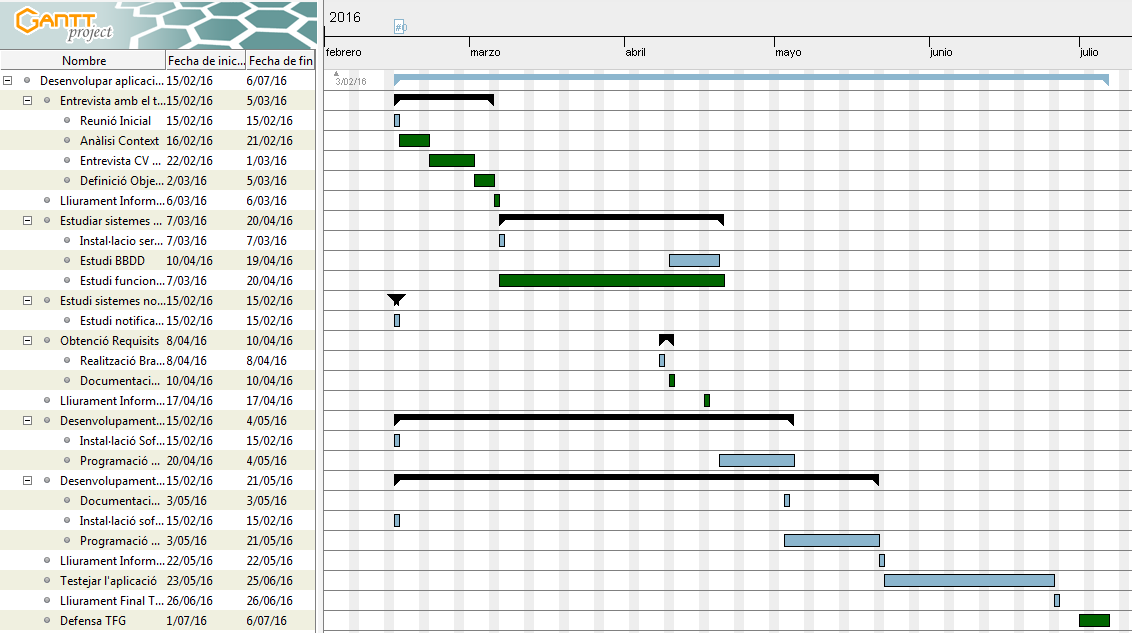 GANTT
project
2016
#0
febrero marzo abril mayo junio julio
Nombre Fecha de inic... Fecha de fin
3/02/16
Desenvolupar aplicaci... 15/02/16 6/07/16
Entrevista amb el t... 15/02/16 5/03/16
Reunió Inicial 15/02/16 15/02/16
Anàlisi Context 16/02/16 21/02/16
Entrevista CV ... 22/02/16 1/03/16
Definició Obje... 2/03/16 5/03/16
Lliurament Inform... 6/03/16 6/03/16
Estudiar sistemes ... 7/03/16 20/04/16
Instal·lacio ser... 7/03/16 7/03/16
Estudi BBDD 10/04/16 19/04/16
Estudi funcion... 7/03/16 20/04/16
Estudi sistemes no... 15/02/16 15/02/16
Estudi notifica... 15/02/16 15/02/16
Obtenció Requisits 8/04/16 10/04/16
Realització Bra... 8/04/16 8/04/16
Documentaci... 10/04/16 10/04/16
Lliurament Inform... 17/04/16 17/04/16
Desenvolupament... 15/02/16 4/05/16
Instal·lació Sof... 15/02/16 15/02/16
Programació ... 20/04/16 4/05/16
Desenvolupament... 15/02/16 21/05/16
Documentaci... 3/05/16 3/05/16
Instal·lació sof... 15/02/16 15/02/16
Programació ... 3/05/16 21/05/16
Lliurament Inform... 22/05/16 22/05/16
Testejar l'aplicació 23/05/16 25/06/16
Lliurament Final T... 26/06/16 26/06/16
Defensa TFG 1/07/16 6/07/16